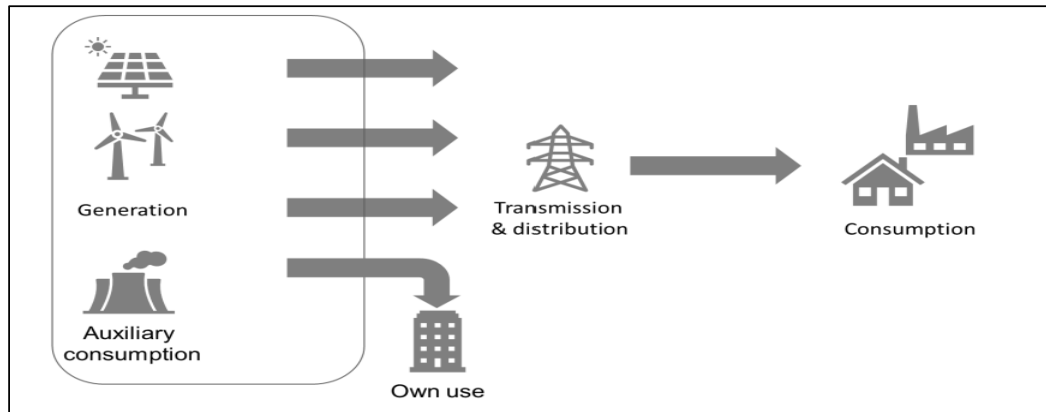 Generation
Auxiliary
consumption
Own use
Transmission
& distribution
Consumption